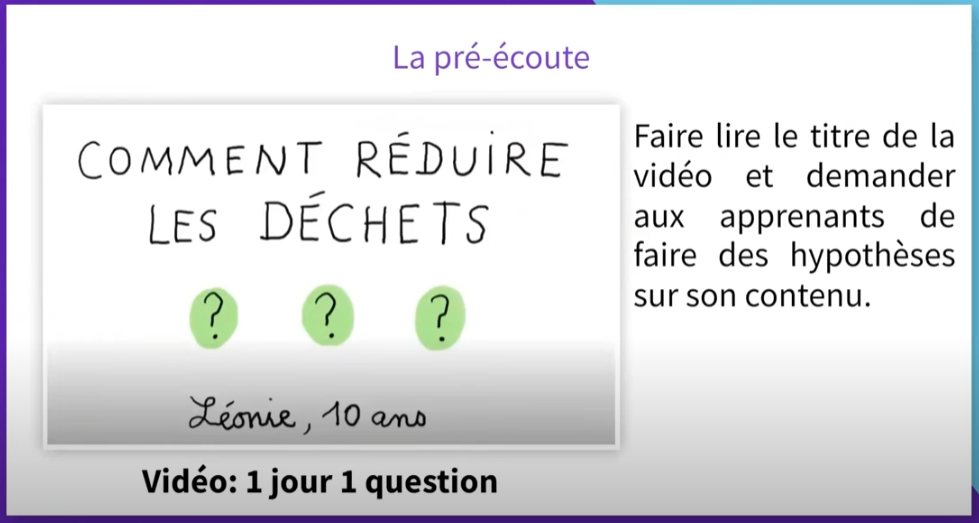 La pré-écoute
COMMENT RÉDUIRE
LES DÉCHETS
? ? ?
Léonie, 10 ans
Vidéo: 1 jour 1 question
Faire lire le titre de la
vidéo et demander
aux apprenants de
faire des hypothèses
sur son contenu.